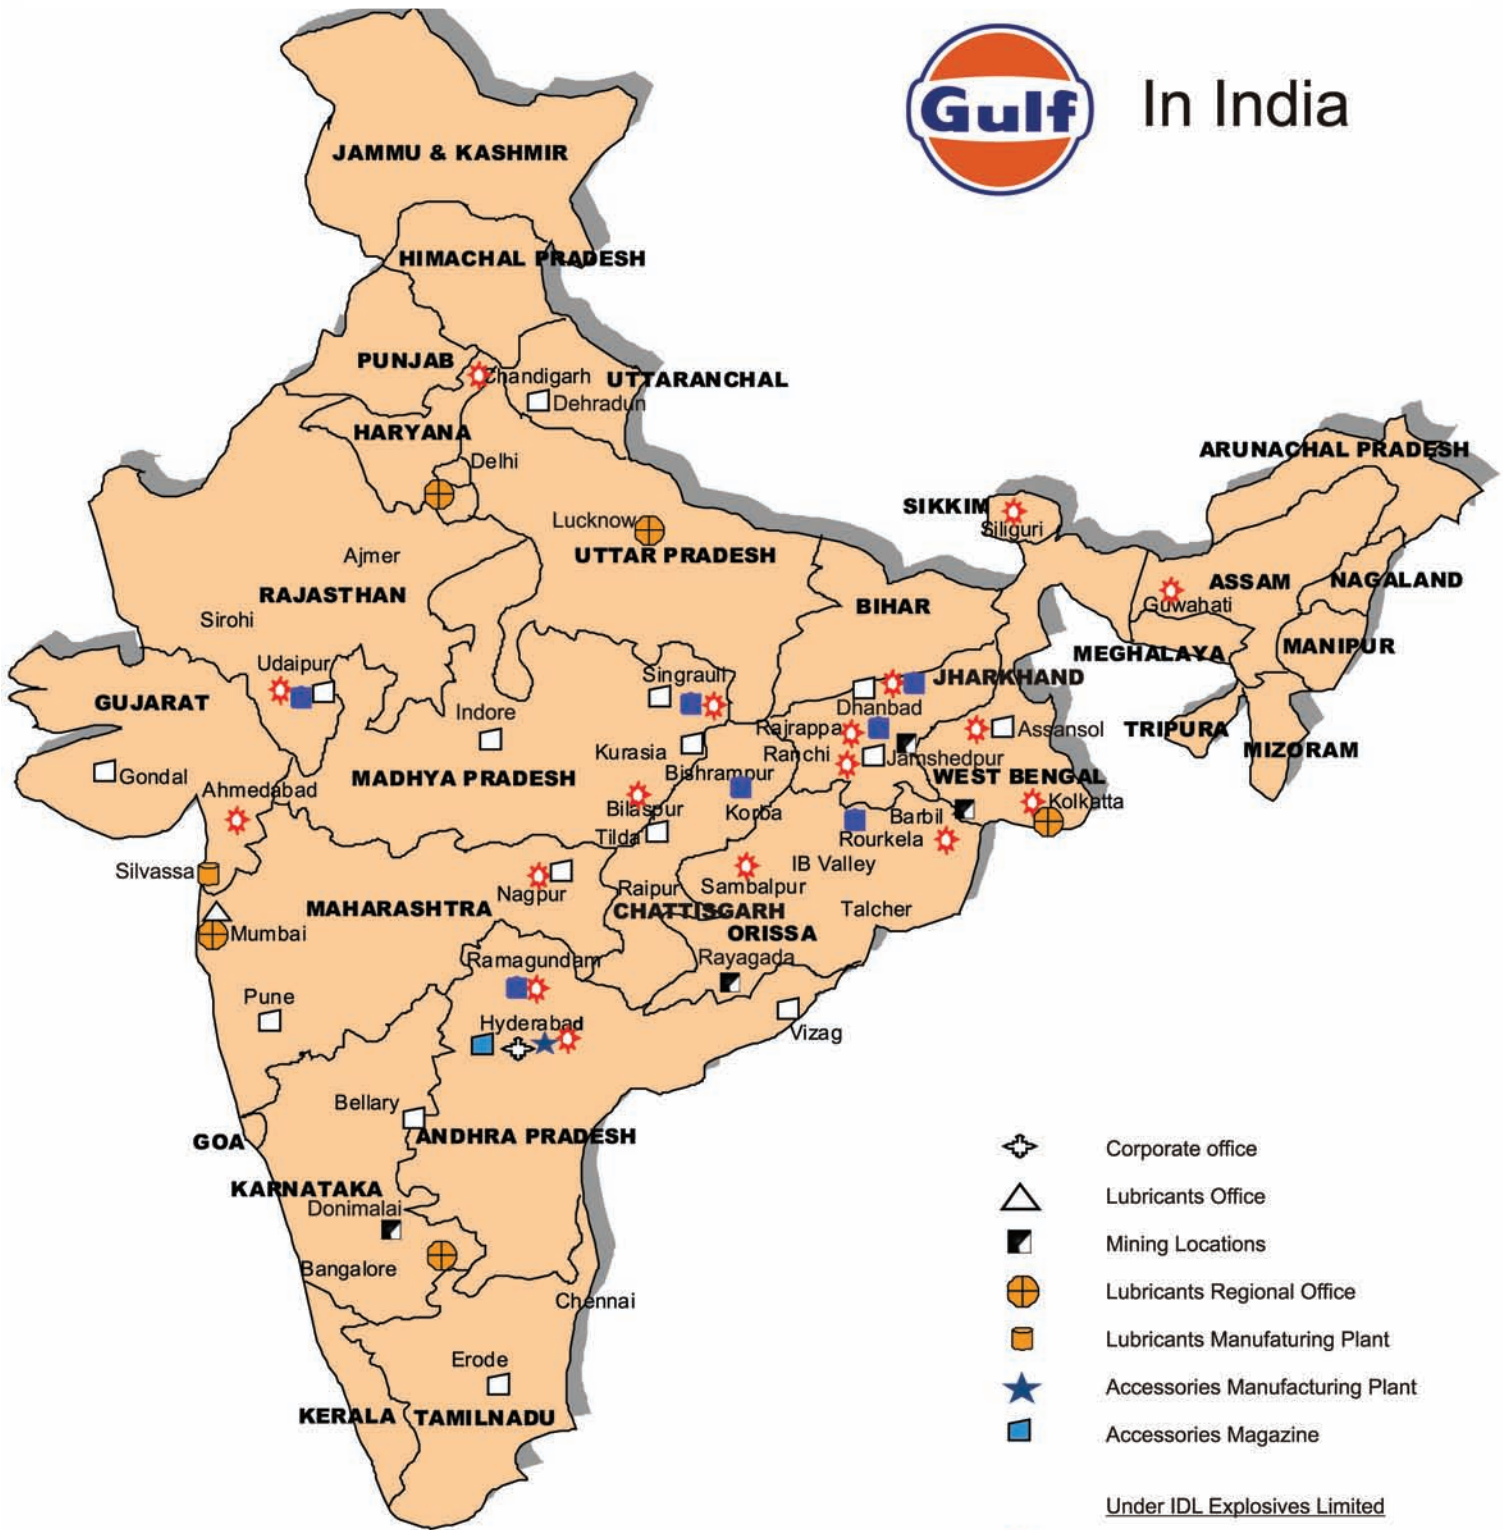 Gulf
In India
JAMMU & KASHMIR
HIMACHAL PRADESH
PUNJAB
Chandigarh
UTTARANCHAL
Dehradun
HARYANA
Delhi
ARUNACHAL PRADESH
SIKKIM
Siliguri
Lucknow
UTTAR PRADESH
Ajmer
RAJASTHAN
Sirohi
BIHAR
ASSAM
NAGALAND
Guwahati
MEGHALAYA
MANIPUR
Udaipur
GUJARAT
Singrauli
JHARKHAND
Dhanbad
Indore
Rajrappa
Assansol
TRIPURA
MIZORAM
Kurasia
Ranchi
Jamshedpur
Gondal
MADHYA PRADESH
Bishrampur
WEST BENGAL
Ahmedabad
Bilaspur
Korba
Barbil
Kolkatta
Tilda
Rourkela
Silvassa
IB Valley
Nagpur
Raipur
Sambalpur
MAHARASHTRA
CHATTISGARH
Talcher
Mumbai
ORISSA
Ramagundam
Rayagada
Pune
Hyderabad
Vizag
Bellary
GOA
ANDHRA PRADESH
KARNATAKA
Donimalai
Bangalore
Chennai
Erode
KERALA
TAMILNADU
Corporate office
Lubricants Office
Mining Locations
Lubricants Regional Office
Lubricants Manufaturing Plant
Accessories Manufacturing Plant
Accessories Magazine
Under IDL Explosives Limited